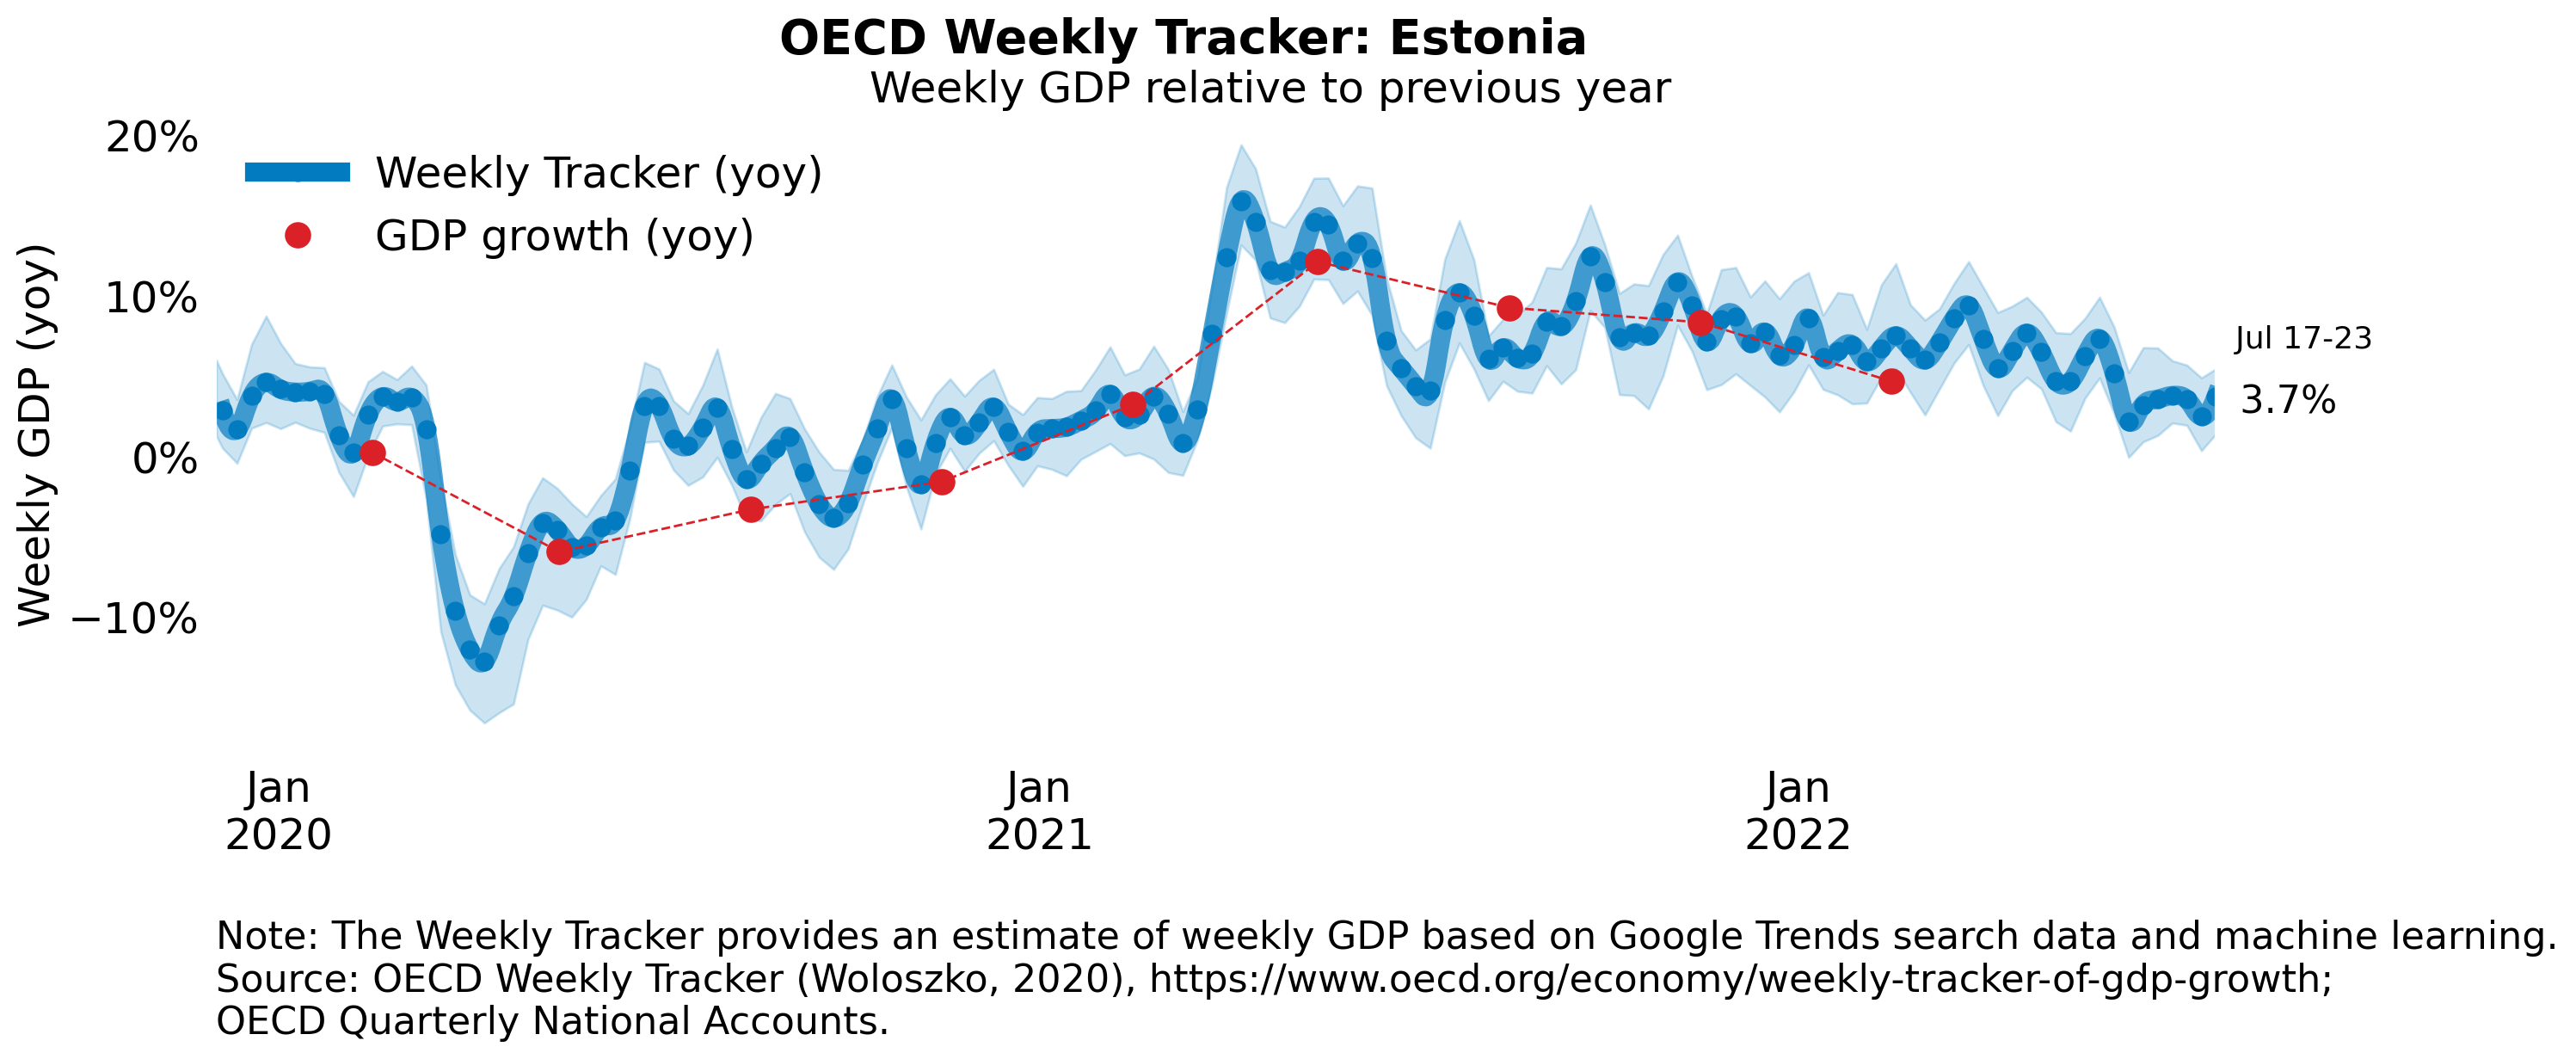 OECD Weekly Tracker: Estonia
Weekly GDP relative to previous year
Weekly GDP (yoy)
20%
10%
0%
−10%
Weekly Tracker (yoy)
GDP growth (yoy)
Jul 17-23
3.7%
Jan
2020
Jan
2021
Jan
2022
Note: The Weekly Tracker provides an estimate of weekly GDP based on Google Trends search data and machine learning.
Source: OECD Weekly Tracker (Woloszko, 2020), https://www.oecd.org/economy/weekly-tracker-of-gdp-growth;
OECD Quarterly National Accounts.